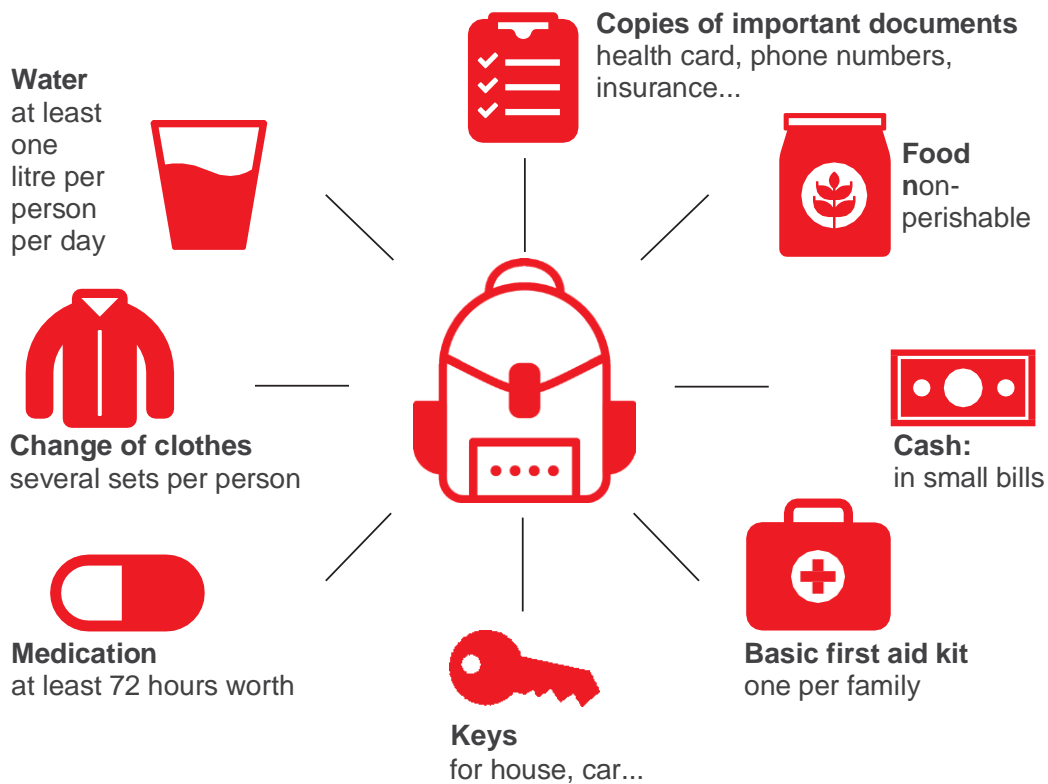 Copies of important documents
health card, phone numbers,
insurance...
Water
at least
one
litre per
person
per day
Food
non-
perishable
Change of clothes
several sets per person
Cash:
in small bills
Medication
at least 72 hours worth
Basic first aid kit
one per family
Keys
for house, car...